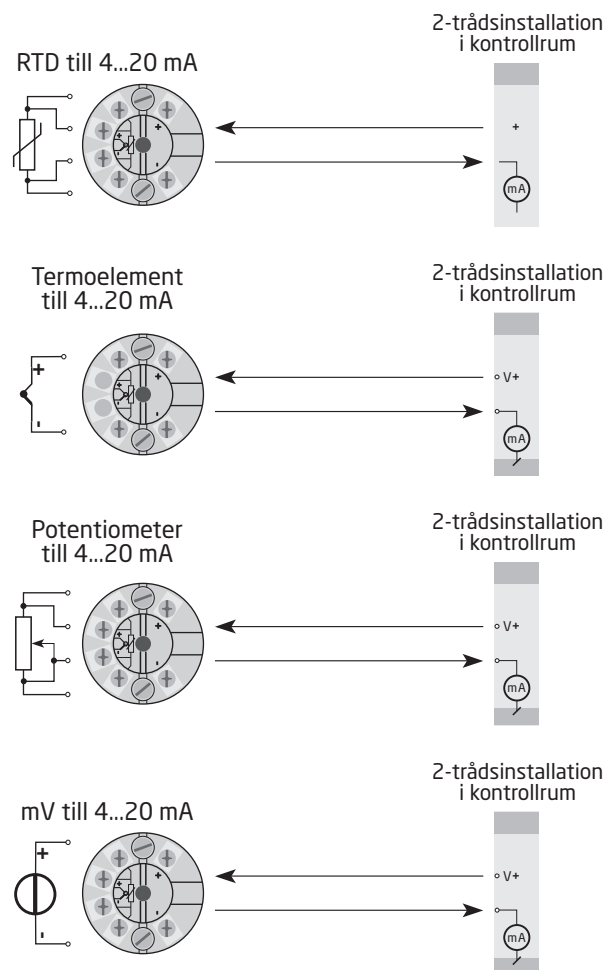 RTD till 4...20 mA
2-trådsinstallation
i kontrollrum
+
-
+
+
mA
Termoelement
till 4...20 mA
2-trådsinstallation
i kontrollrum
+
-
+
-
+
V+
mA
Potentiometer
till 4...20 mA
2-trådsinstallation
i kontrollrum
+
-
+
V+
mA
mV till 4...20 mA
2-trådsinstallation
i kontrollrum
+
-
+
-
+
V+
mA